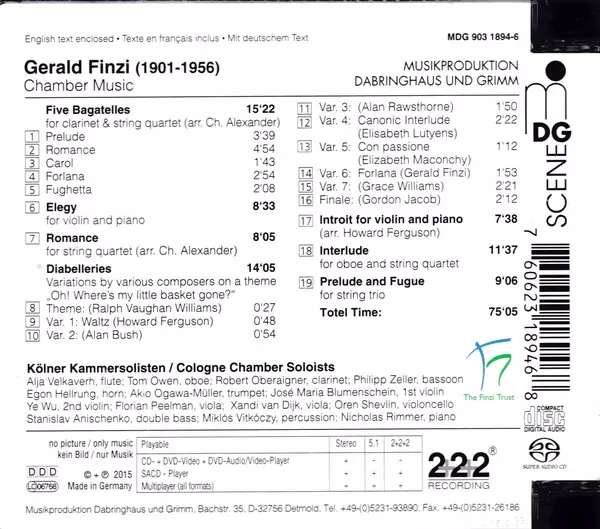 English text enclosed • Texte en français inclus • Mit deutschem Text
MDG 903 1894-6
Gerald Finzi (1901-1956)
Chamber Music
MUSIKPRODUKTION
DABRINGHAUS UND GRIMM
Five Bagatelles 15'22
for clarinet & string quartet (arr. Ch. Alexander)
1 Prelude 3'39
2 Romance 4'54
3 Carol 1'43
4 Forlana 2'54
5 Fughetta 2'08
6 Elegy 8'33
for violin and piano
7 Romance 8'05
for string quartet (arr. Ch. Alexander)
Diabelleries 14'05
Variations by various composers on a theme
„Oh! Where's my little basket gone?"
8 Theme: (Ralph Vaughan Williams) 0'27
9 Var. 1: Waltz (Howard Ferguson) 0'48
10 Var. 2: (Alan Bush) 0'54
11 Var. 3: (Alan Rawsthorne) 1'50
12 Var. 4: Canonic Interlude 2'22
(Elisabeth Lutyens)
13 Var. 5: Con passione 1'12
(Elizabeth Maconchy)
14 Var. 6: Forlana (Gerald Finzi) 1'53
15 Var. 7: (Grace Williams) 2'21
16 Finale: (Gordon Jacob) 2'12
17 Introit for violin and piano 7'38
(arr. Howard Ferguson)
18 Interlude 11'37
for oboe and string quartet
19 Prelude and Fugue 9'06
for string trio
Total Time: 75'05
DG
SCENE
7 60623 18946 8
Kölner Kammersolisten / Cologne Chamber Soloists
Alja Velkaverh, flute; Tom Owen, oboe; Robert Oberaigner, clarinet; Philipp Zeller, bassoon
Egon Hellrung, horn; Akio Ogawa-Müller, trumpet; José Maria Blumenschein, 1st violin
Ye Wu, 2nd violin; Florian Peelman, viola; Xandi van Dijk, viola; Oren Shevlin, violoncello
Stanislav Anischenko, double bass; Miklós Vitkóczy, percussion; Nicholas Rimmer, piano
The Finzi Trust
COMPACT
disc
DIGITAL AUDIO
no picture / only music
kein Bild / nur Musik
Playable Stereo 5.1 2+2+2
CD- + DVD-Video + DVD-Audio/Video-Player + - -
SACD - Player + + -
Multiplayer (all formats) + + +
DDD
LC06768
© + ℗ 2015
Made in Germany
2+2+2®
RECORDING
SUPER AUDIO CD
Musikproduktion Dabringhaus und Grimm, Bachstr. 35, D-32756 Detmold, Tel. +49-(0)5231-93890, Fax +49-(0)5231-26186